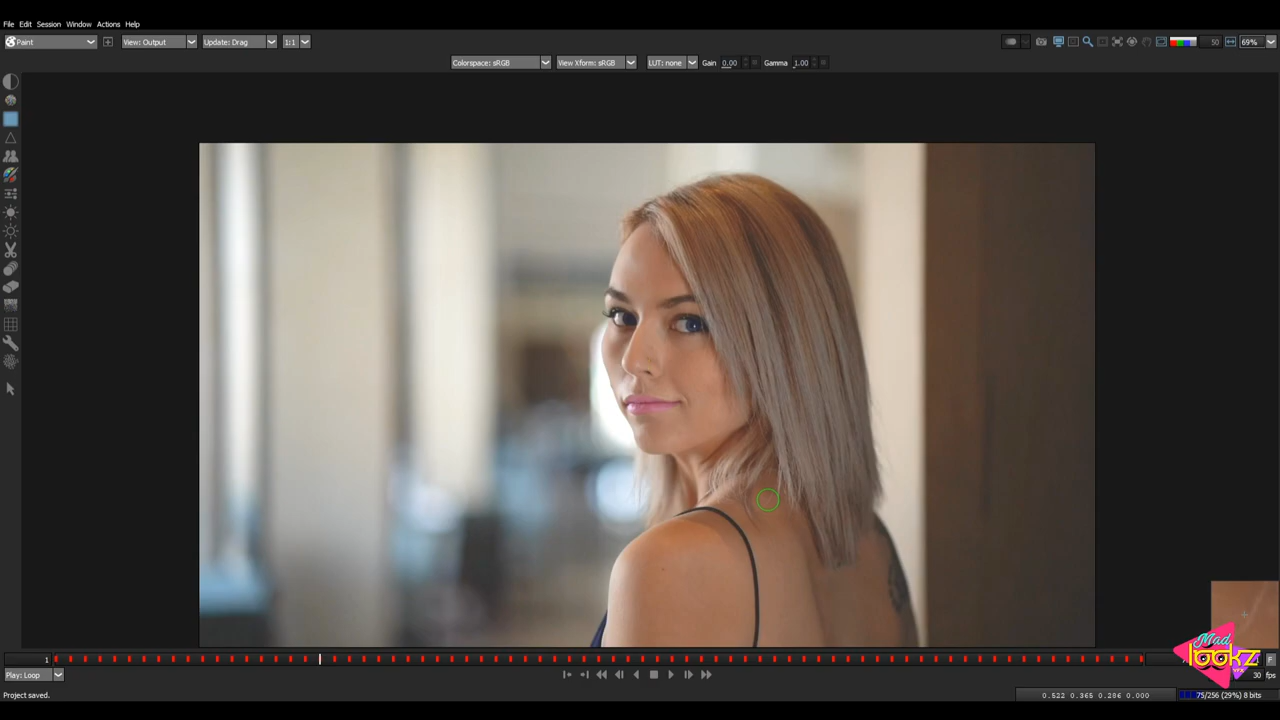 File Edit Session Window Actions Help
Paint View: Output Update: Drag 1:1 50 69%
Colorspace: sRGB View Xform: sRGB LUT: none Gain 0.00 Gamma 1.00
1 F
Mad
lookz
Play: Loop 30 fps
Project saved. 0.522 0.365 0.286 0.000 75/256 (29%) 8 bits